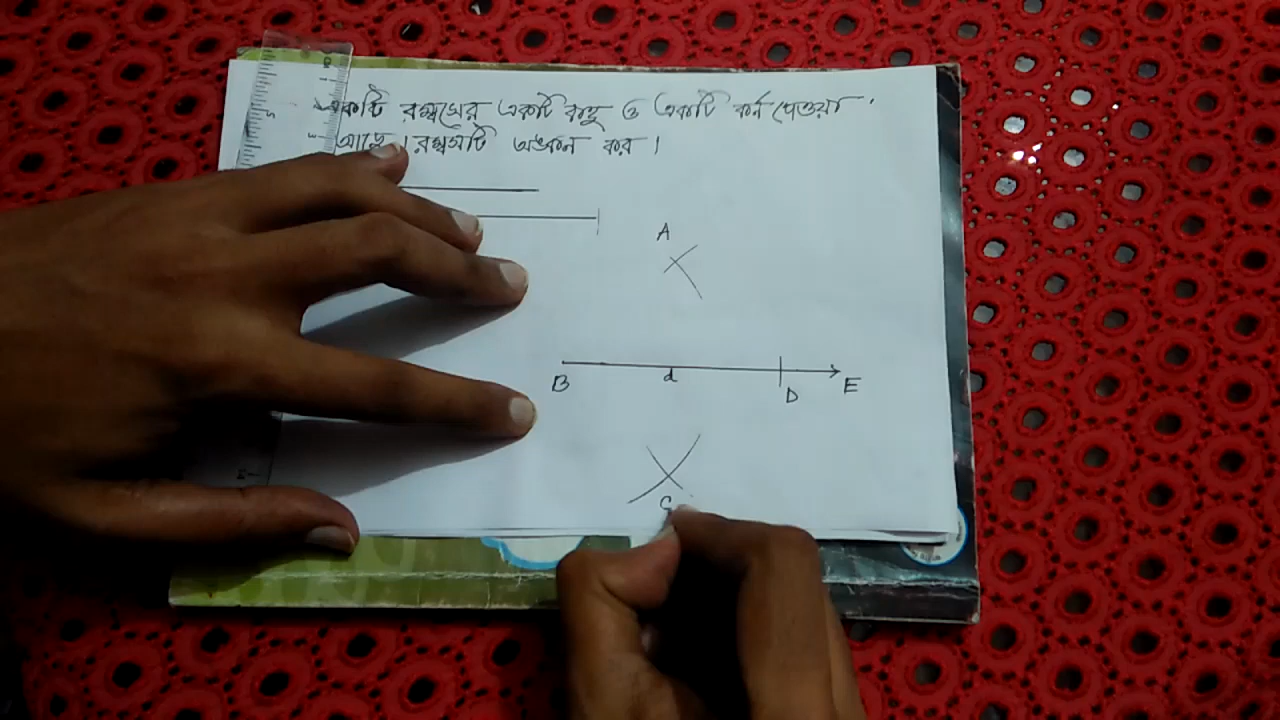 একটি রম্বসের একটি বাহু ও একটি কর্ন দেওয়া
আছে। রম্বসটি অঙ্কন কর।
A
B d D E
C